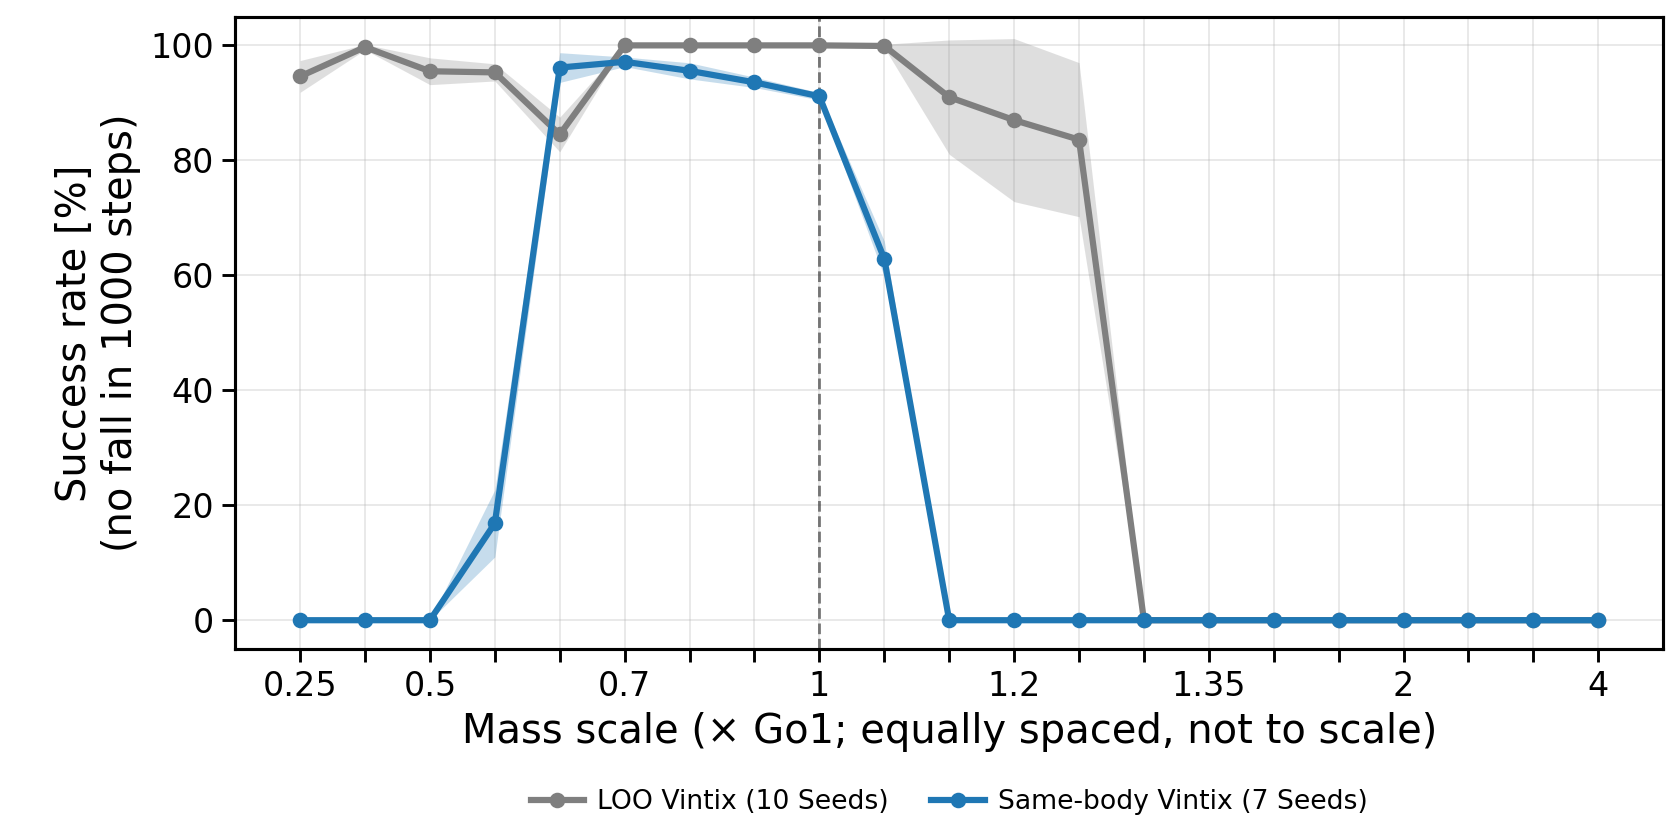 Success rate [%]
(no fall in 1000 steps)
100
80
60
40
20
0
0.25
0.5
0.7
1
1.2
1.35
2
4
Mass scale (× Go1; equally spaced, not to scale)
LOO Vintix (10 Seeds)
Same-body Vintix (7 Seeds)